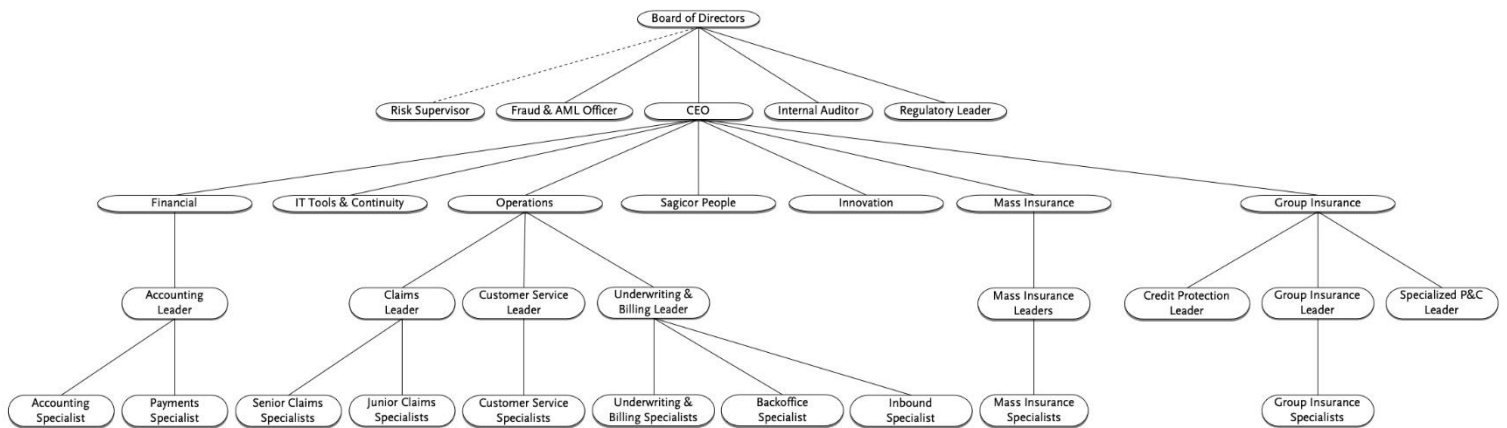 Board of Directors
Risk Supervisor
Fraud & AML Officer
CEO
Internal Auditor
Regulatory Leader
Financial
IT Tools & Continuity
Operations
Sagicor People
Innovation
Mass Insurance
Group Insurance
Accounting
Leader
Claims
Leader
Customer Service
Leader
Underwriting &
Billing Leader
Mass Insurance
Leaders
Credit Protection
Leader
Group Insurance
Leader
Specialized P&C
Leader
Accounting
Specialist
Payments
Specialist
Senior Claims
Specialists
Junior Claims
Specialists
Customer Service
Specialists
Underwriting &
Billing Specialists
Backoffice
Specialist
Inbound
Specialist
Mass Insurance
Specialists
Group Insurance
Specialists